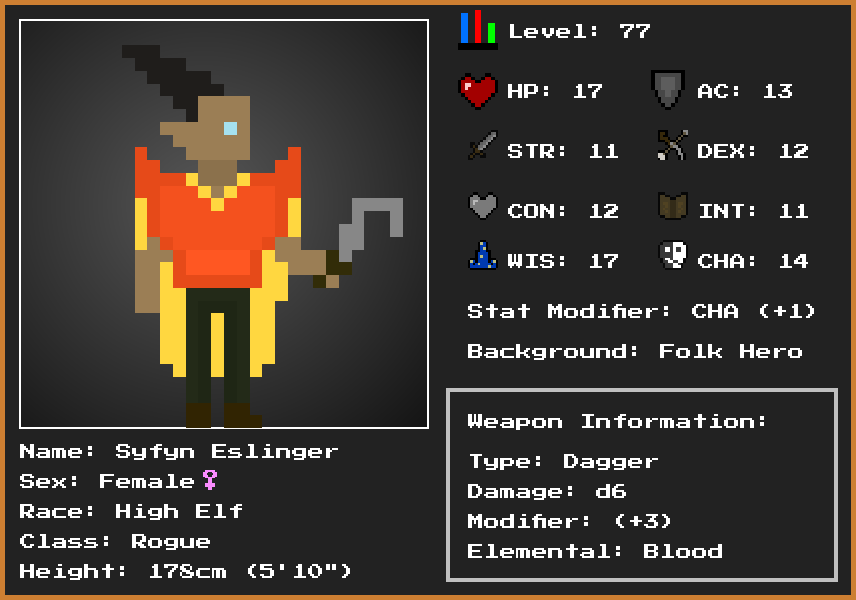 Level: 77
HP: 17
AC: 13
STR: 11
DEX: 12
CON: 12
INT: 11
WIS: 17
CHA: 14
Stat Modifier: CHA (+1)
Background: Folk Hero
Name: Syfyn Eslinger
Sex: Female♀
Race: High Elf
Class: Rogue
Height: 178cm (5'10")
Weapon Information:
Type: Dagger
Damage: d6
Modifier: (+3)
Elemental: Blood